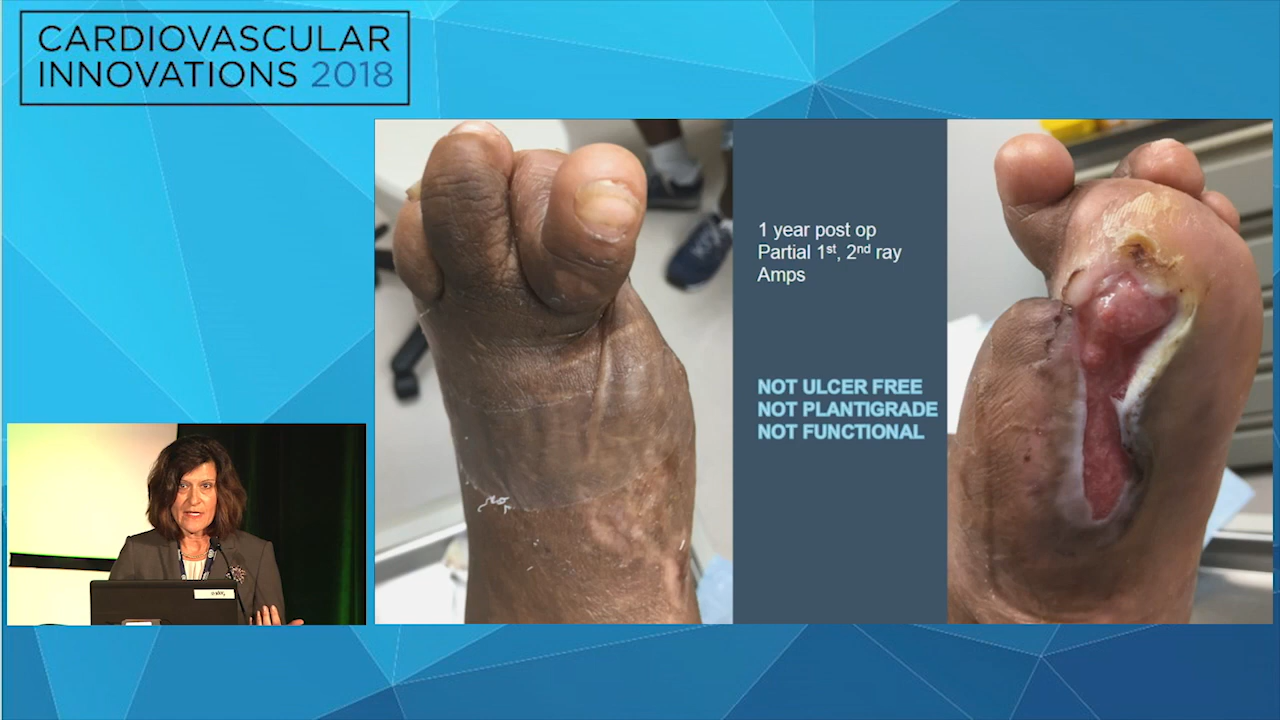 CARDIOVASCULAR
INNOVATIONS 2018
1 year post op
Partial 1st, 2nd ray
Amps
NOT ULCER FREE
NOT PLANTIGRADE
NOT FUNCTIONAL